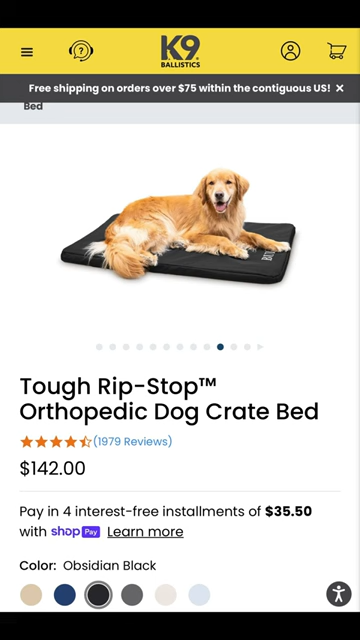 K9
BALLISTICS
Free shipping on orders over $75 within the contiguous US! ×
Bed
Tough Rip-Stop™
Orthopedic Dog Crate Bed
(1979 Reviews)
$142.00
Pay in 4 interest-free installments of $35.50
with shop Pay Learn more
Color: Obsidian Black